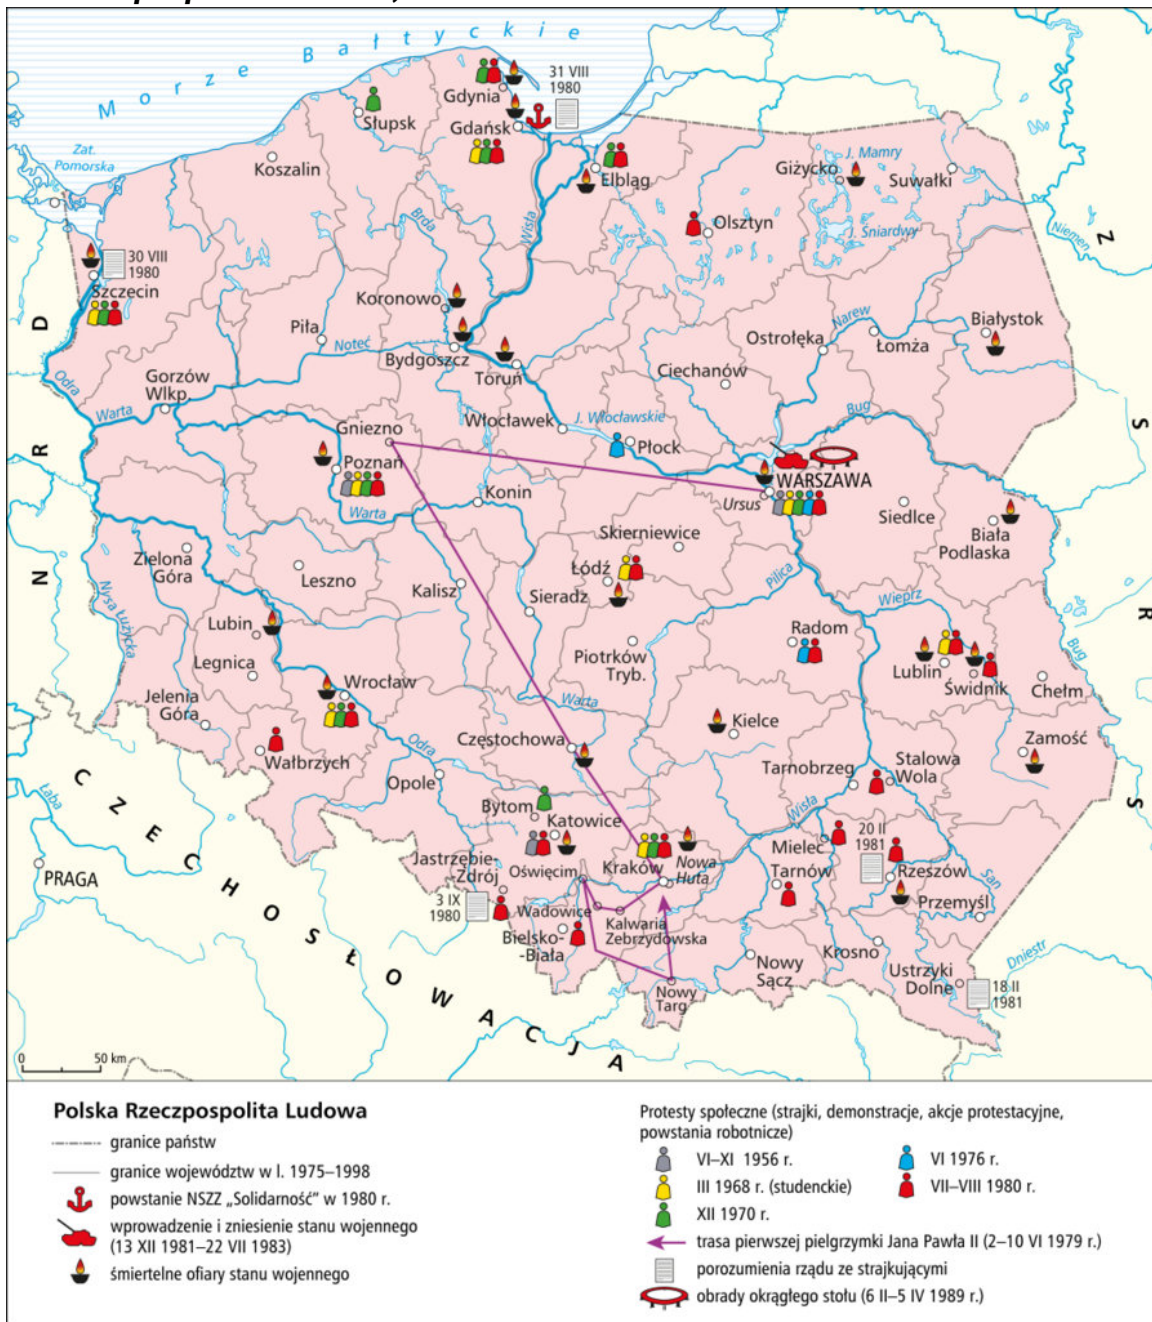 Morze Bałtyckie
Zat.
Pomorska
Słupsk
Koszalin
Gdynia
Gdańsk
31 VIII
1980
Elbląg
Giżycko
J. Mamry
Suwałki
Olsztyn
J. Śniardwy
Niemen
Brda
Wisła
30 VIII
1980
Szczecin
Koronowo
Piła
Noteć
Bydgoszcz
Toruń
Ostrołęka
Narew
Łomża
Białystok
Ciechanów
Odra
Gorzów
Wlkp.
Warta
Gniezno
Włocławek
J. Włocławskie
Płock
Bug
Poznań
Konin
Warta
WARSZAWA
Ursus
Siedlce
Biała
Podlaska
Skierniewice
Zielona
Góra
Leszno
Kalisz
Łódź
Sieradz
Pilica
Wieprz
Nysa Łużycka
Lubin
Legnica
Piotrków
Tryb.
Radom
Lublin
Świdnik
Bug
Chełm
Jelenia
Góra
Wrocław
Warta
Kielce
Wałbrzych
Odra
Częstochowa
Zamość
Opole
Tarnobrzeg
Stalowa
Wola
Łaba
PRAGA
Bytom
Katowice
Wisła
Jastrzębie-
-Zdrój
3 IX
1980
Oświęcim
Kraków
Nowa
Huta
Mielec
Tarnów
20 II
1981
Rzeszów
San
Przemyśl
Wadowice
Kalwaria
Zebrzydowska
Bielsko-
-Biała
Nowy
Targ
Nowy
Sącz
Krosno
Ustrzyki
Dolne
18 II
1981
Dniestr
NRD
CZECHOSŁOWACJA
ZSRS
0 50 km
Polska Rzeczpospolita Ludowa
granice państw
granice województw w l. 1975–1998
powstanie NSZZ „Solidarność” w 1980 r.
wprowadzenie i zniesienie stanu wojennego
(13 XII 1981–22 VII 1983)
śmiertelne ofiary stanu wojennego
Protesty społeczne (strajki, demonstracje, akcje protestacyjne,
powstania robotnicze)
VI–XI 1956 r.
VI 1976 r.
III 1968 r. (studenckie)
VII–VIII 1980 r.
XII 1970 r.
trasa pierwszej pielgrzymki Jana Pawła II (2–10 VI 1979 r.)
porozumienia rządu ze strajkującymi
obrady okrągłego stołu (6 II–5 IV 1989 r.)